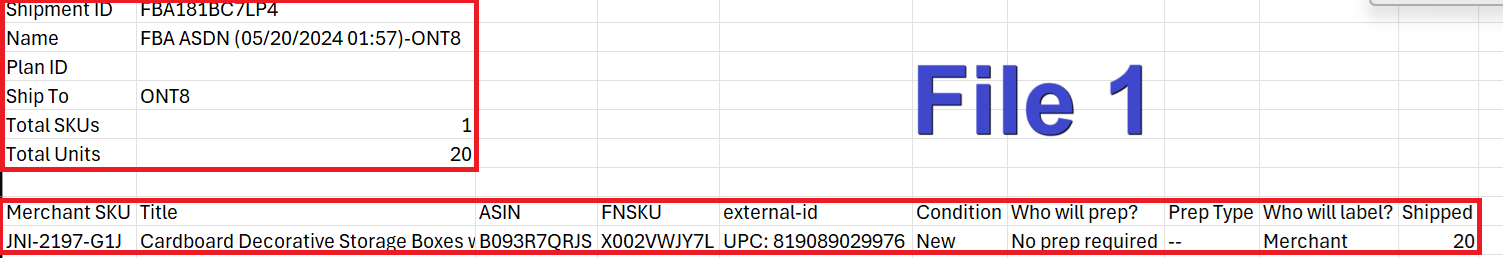 Shipment ID FBA181BC7LP4
Name FBA ASDN (05/20/2024 01:57)-ONT8
Plan ID
Ship To ONT8
Total SKUs 1
Total Units 20
File 1
Merchant SKU Title ASIN FNSKU external-id Condition Who will prep? Prep Type Who will label? Shipped
JNI-2197-G1J Cardboard Decorative Storage Boxes w B093R7QRJS X002VWJY7L UPC: 819089029976 New No prep required -- Merchant 20